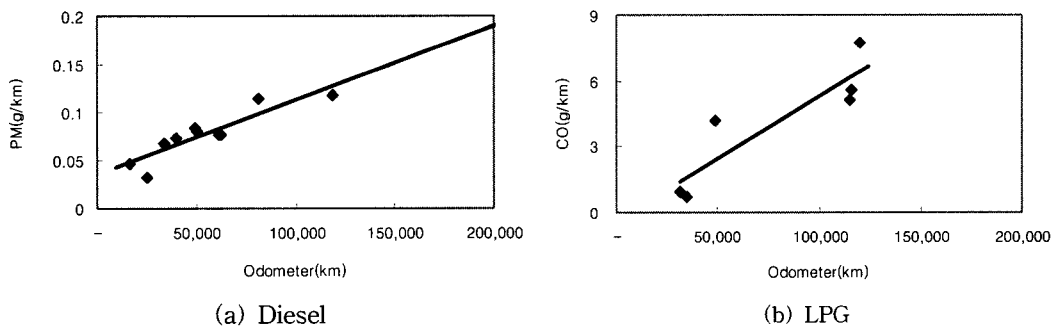 0.2
0.15
0.1
0.05
0
PM(g/km)
– 50,000 100,000 150,000 200,000
Odometer(km)
(a) Diesel
9
6
3
0
CO(g/km)
– 50,000 100,000 150,000 200,000
Odometer(km)
(b) LPG